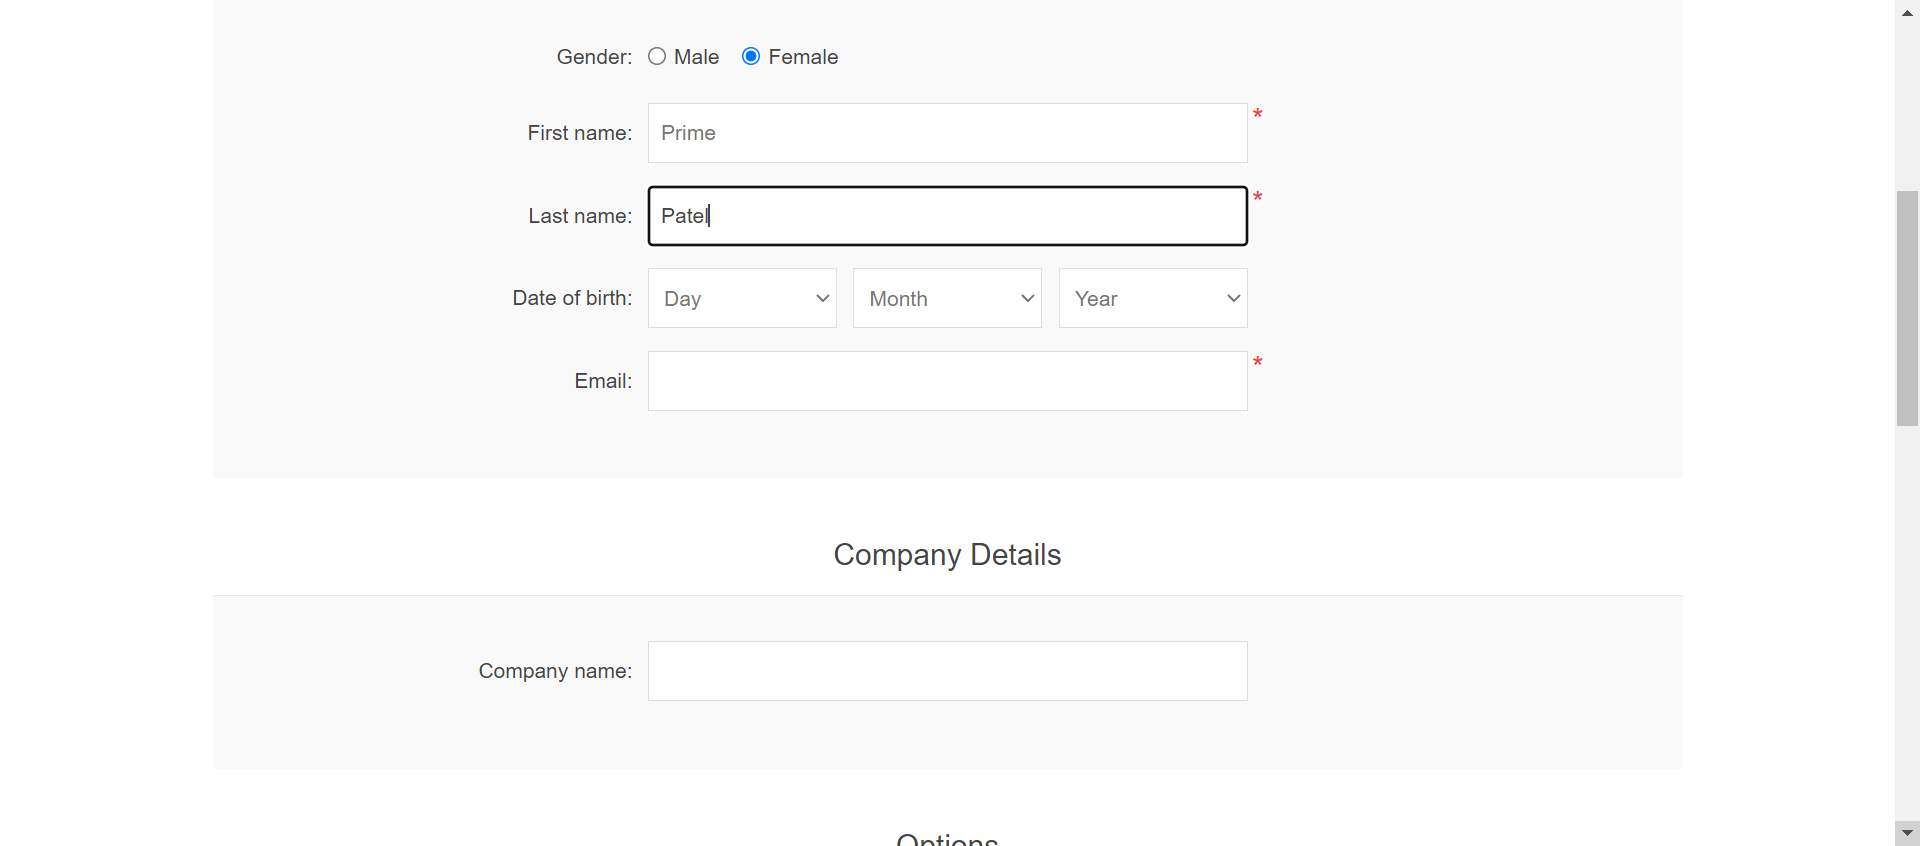 Gender: Male Female
First name: Prime *
Last name: Patel *
Date of birth: Day Month Year
Email: *
Company Details
Company name:
Options